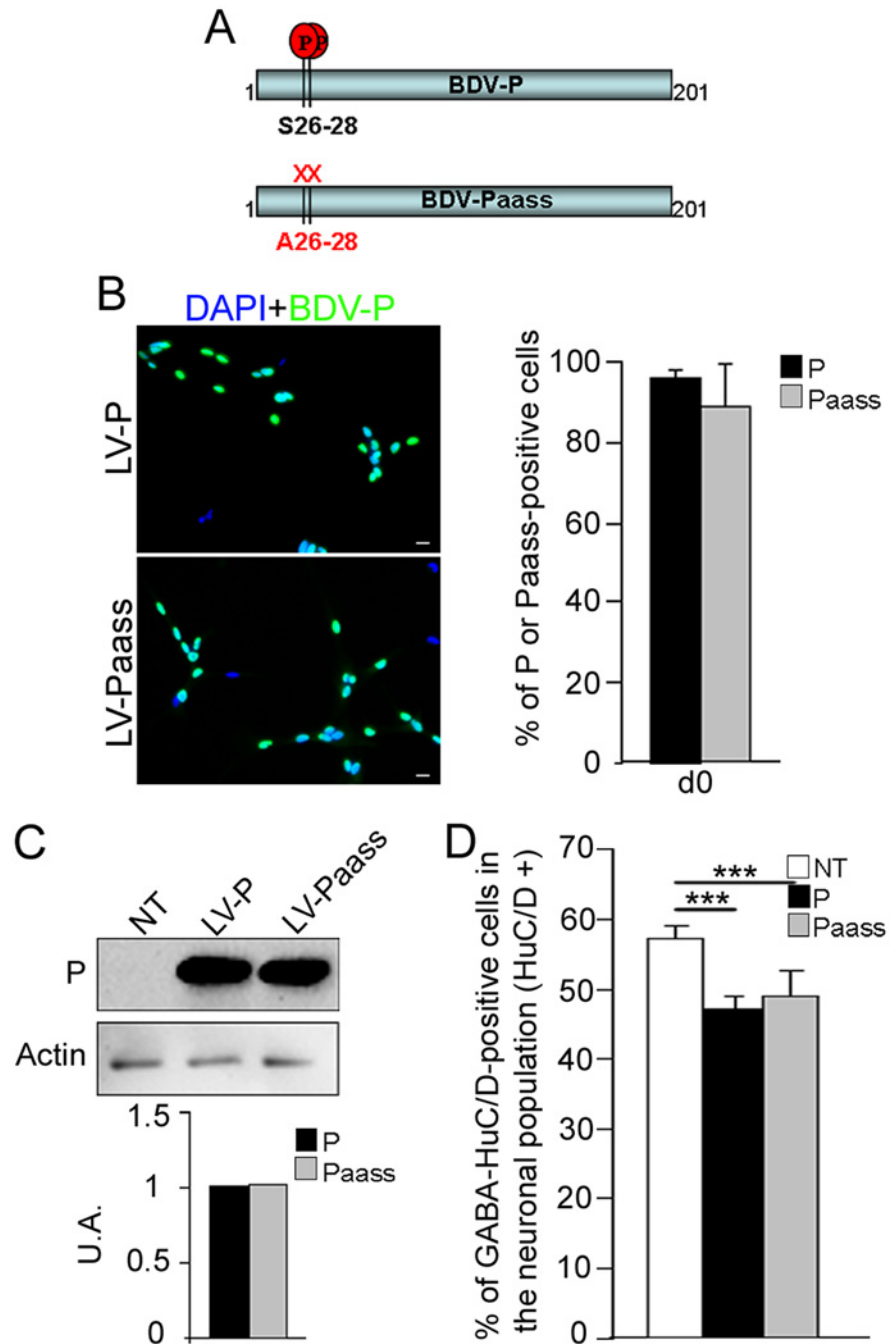 A
P P
1 BDV-P 201
S26-28
XX
1 BDV-Paass 201
A26-28
B
DAPI+BDV-P
LV-P
LV-Paass
% of P or Paass-positive cells
100
80
60
40
20
0
d0
P
Paass
C
NT LV-P LV-Paass
P
Actin
U.A.
1.5
1
0.5
0
P
Paass
D
% of GABA-HuC/D-positive cells in
the neuronal population (HuC/D +)
70
60
50
40
30
20
10
0
***
***
NT
P
Paass